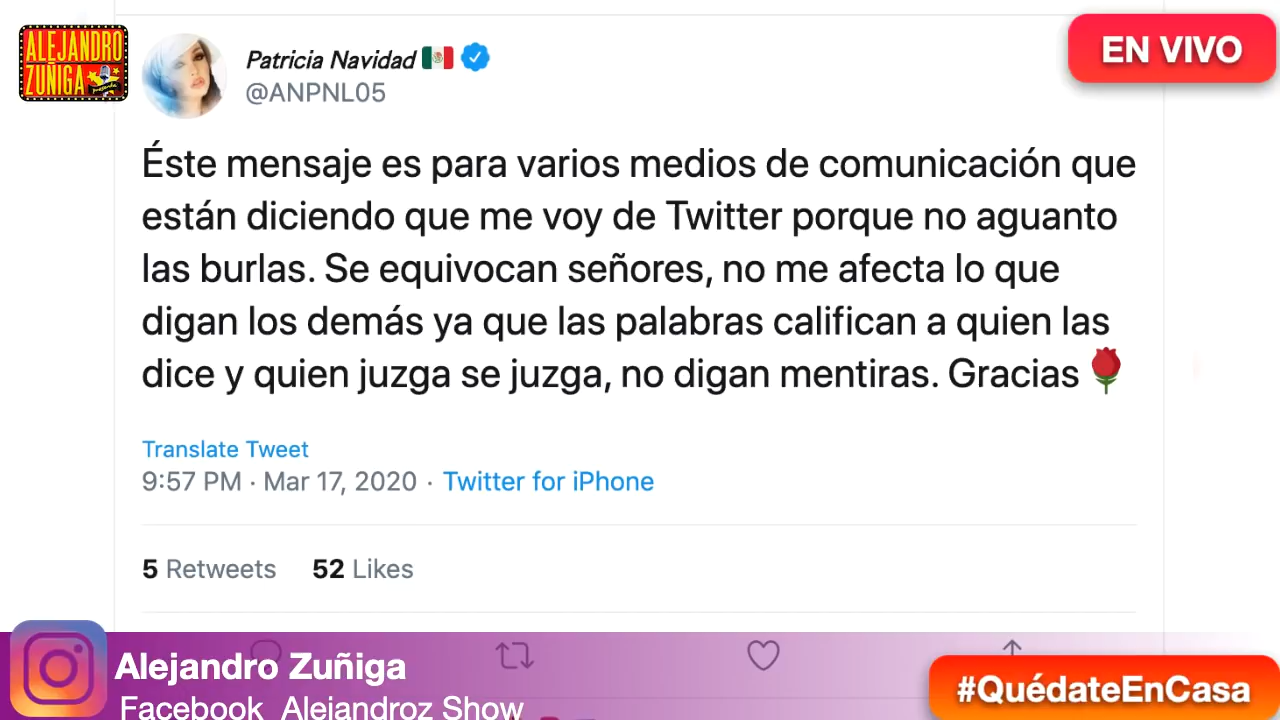 ALEJANDRO
ZUÑIGA
presenta
Patricia Navidad
@ANPNL05
EN VIVO
Éste mensaje es para varios medios de comunicación que
están diciendo que me voy de Twitter porque no aguanto
las burlas. Se equivocan señores, no me afecta lo que
digan los demás ya que las palabras califican a quien las
dice y quien juzga se juzga, no digan mentiras. Gracias
Translate Tweet
9:57 PM · Mar 17, 2020 · Twitter for iPhone
5 Retweets 52 Likes
Alejandro Zuñiga
Facebook Alejandroz Show
#QuédateEnCasa